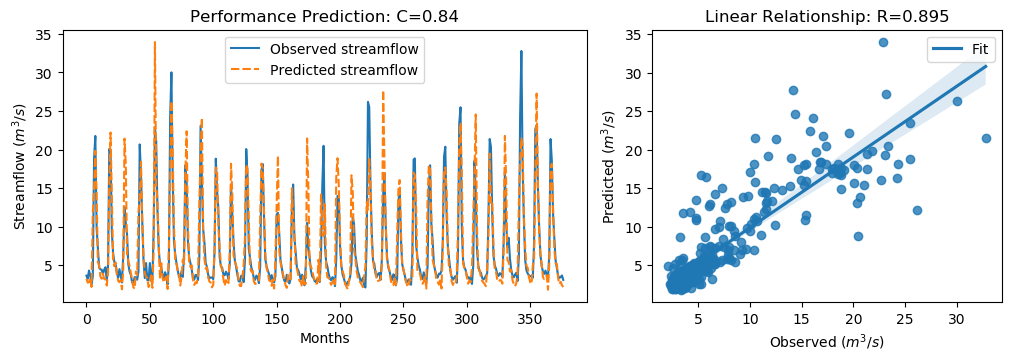 Performance Prediction: C=0.84
Streamflow (m³/s)
35
30
25
20
15
10
5
Observed streamflow
Predicted streamflow
0 50 100 150 200 250 300 350
Months
Linear Relationship: R=0.895
Predicted (m³/s)
35
30
25
20
15
10
5
Fit
5 10 15 20 25 30
Observed (m³/s)